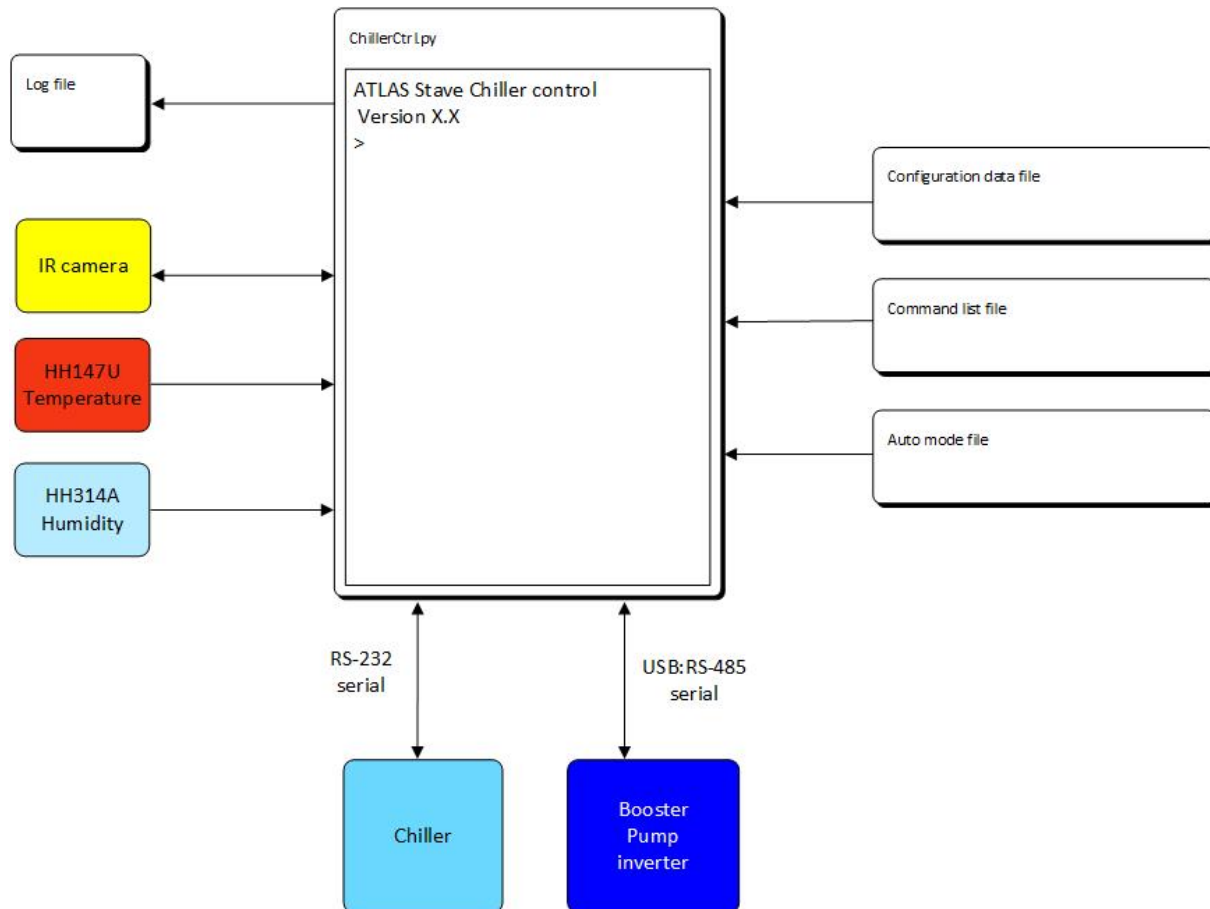 ChillerCtrl.py
ATLAS Stave Chiller control
Version X.X
>
Log file
IR camera
HH147U
Temperature
HH314A
Humidity
Configuration data file
Command list file
Auto mode file
RS-232
serial
USB:RS-485
serial
Chiller
Booster
Pump
inverter